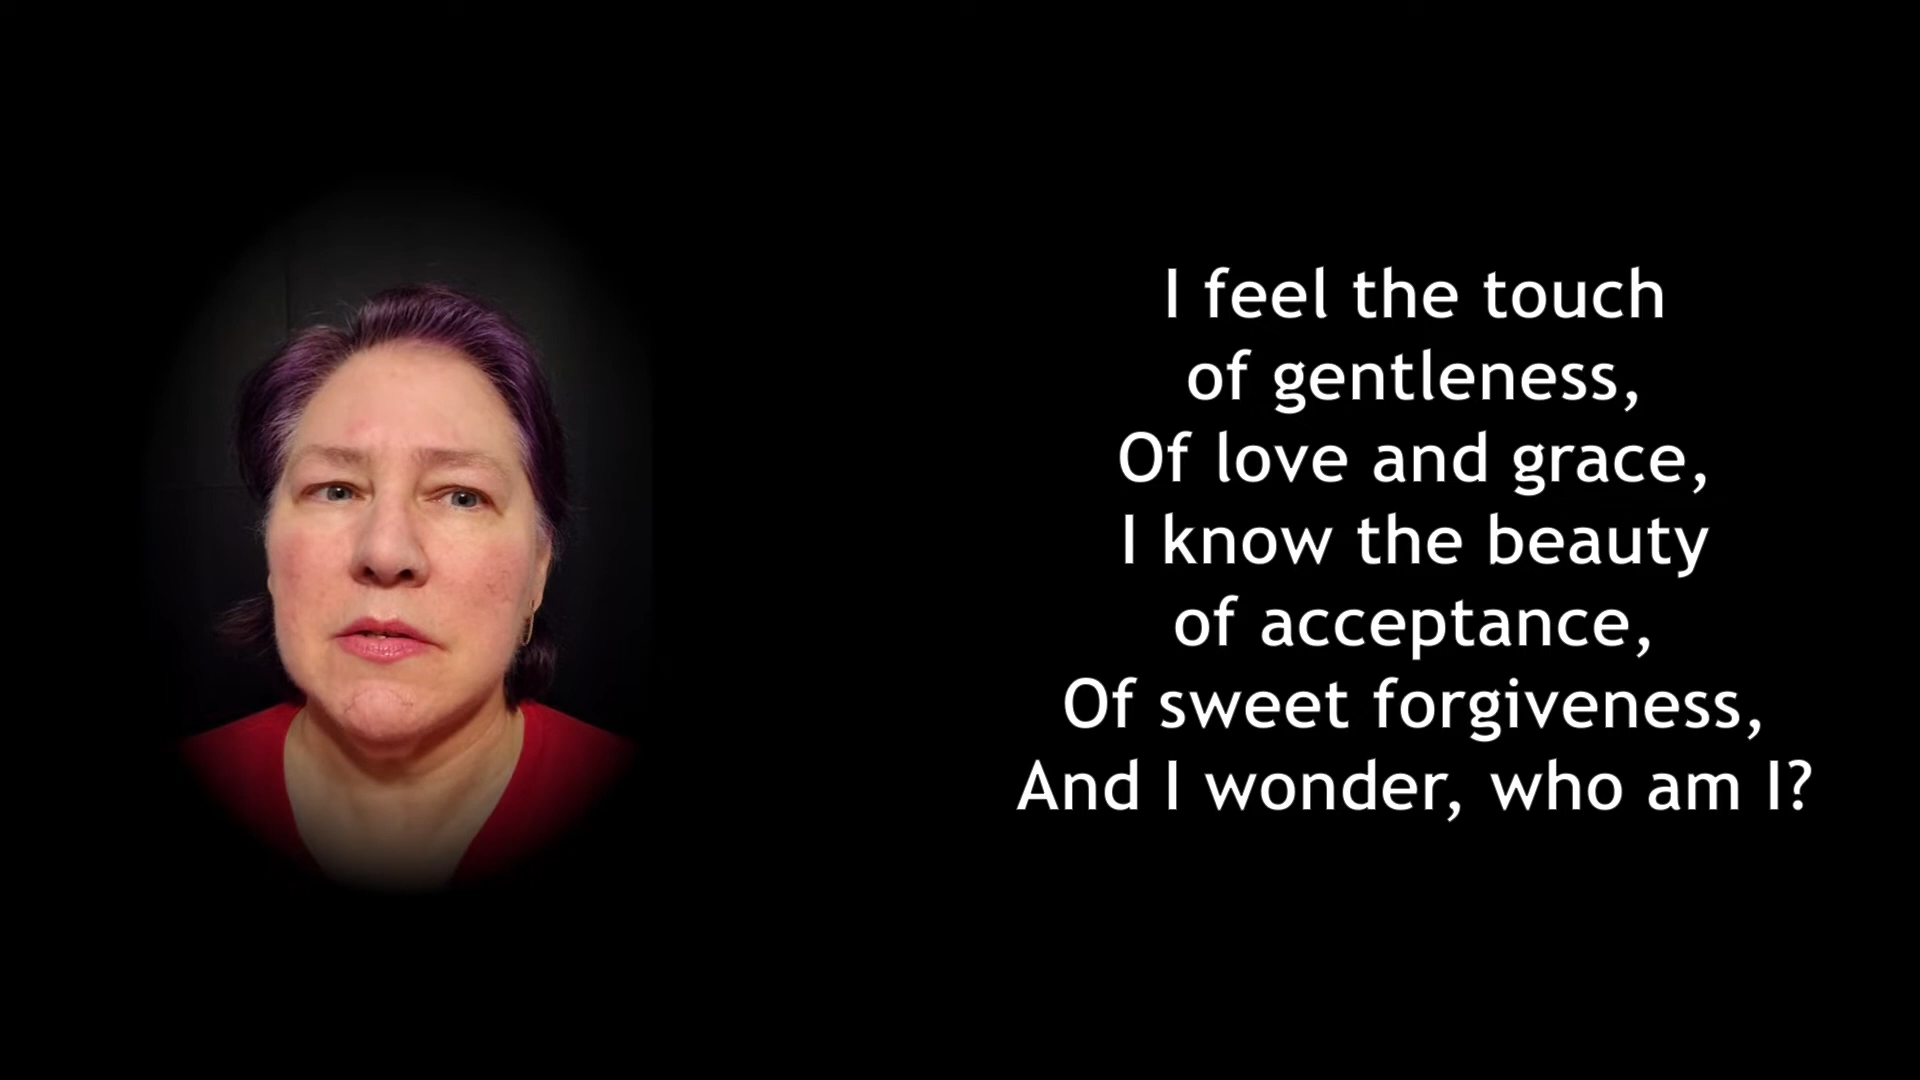 I feel the touch
of gentleness,
Of love and grace,
I know the beauty
of acceptance,
Of sweet forgiveness,
And I wonder, who am I?